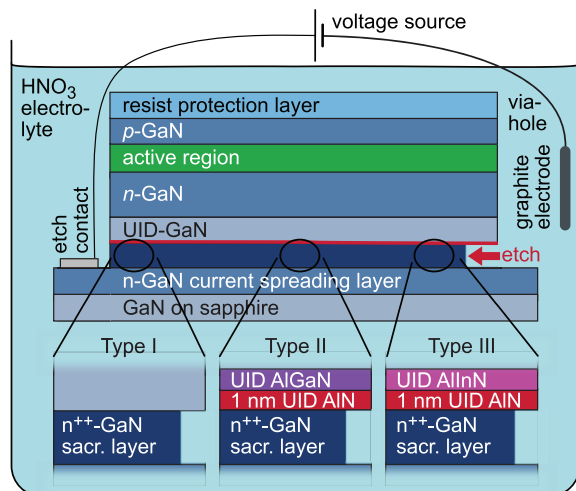 voltage source
HNO3
electro-
lyte
via-
hole
resist protection layer
p-GaN
active region
n-GaN
UID-GaN
graphite
electrode
etch
contact
etch
n-GaN current spreading layer
GaN on sapphire
Type I
Type II
Type III
UID AlGaN
1 nm UID AlN
UID AlInN
1 nm UID AlN
n++-GaN
sacr. layer
n++-GaN
sacr. layer
n++-GaN
sacr. layer